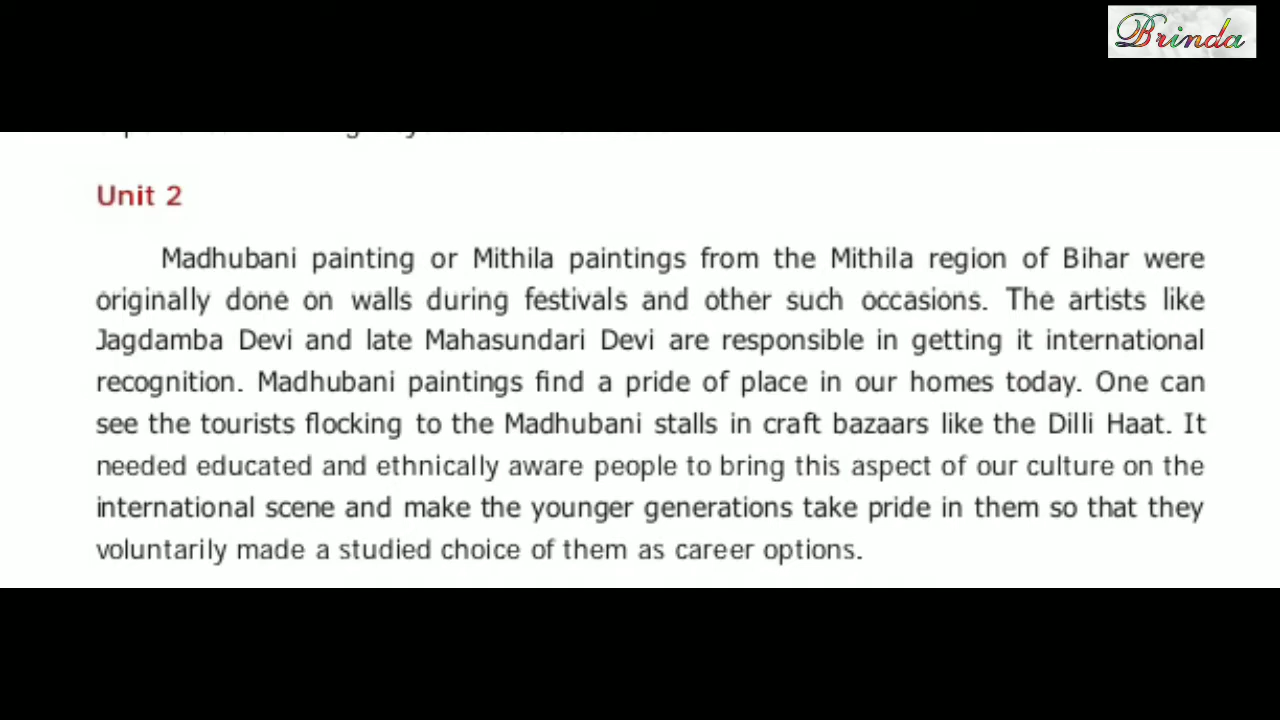 Brinda
Unit 2
Madhubani painting or Mithila paintings from the Mithila region of Bihar were
originally done on walls during festivals and other such occasions. The artists like
Jagdamba Devi and late Mahasundari Devi are responsible in getting it international
recognition. Madhubani paintings find a pride of place in our homes today. One can
see the tourists flocking to the Madhubani stalls in craft bazaars like the Dilli Haat. It
needed educated and ethnically aware people to bring this aspect of our culture on the
international scene and make the younger generations take pride in them so that they
voluntarily made a studied choice of them as career options.